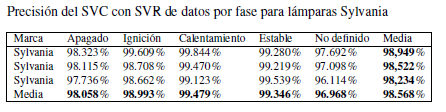 Precisión del SVC con SVR de datos por fase para lámparas Sylvania
Marca Apagado Ignición Calentamiento Estable No definido Media
Sylvania 98.323% 99.609% 99.844% 99.280% 97.692% 98,949%
Sylvania 98.115% 98.708% 99.470% 99.219% 97.098% 98,522%
Sylvania 97.736% 98.662% 99.123% 99.539% 96.114% 98,234%
Media 98.058% 98.993% 99.479% 99.346% 96.968% 98.568%